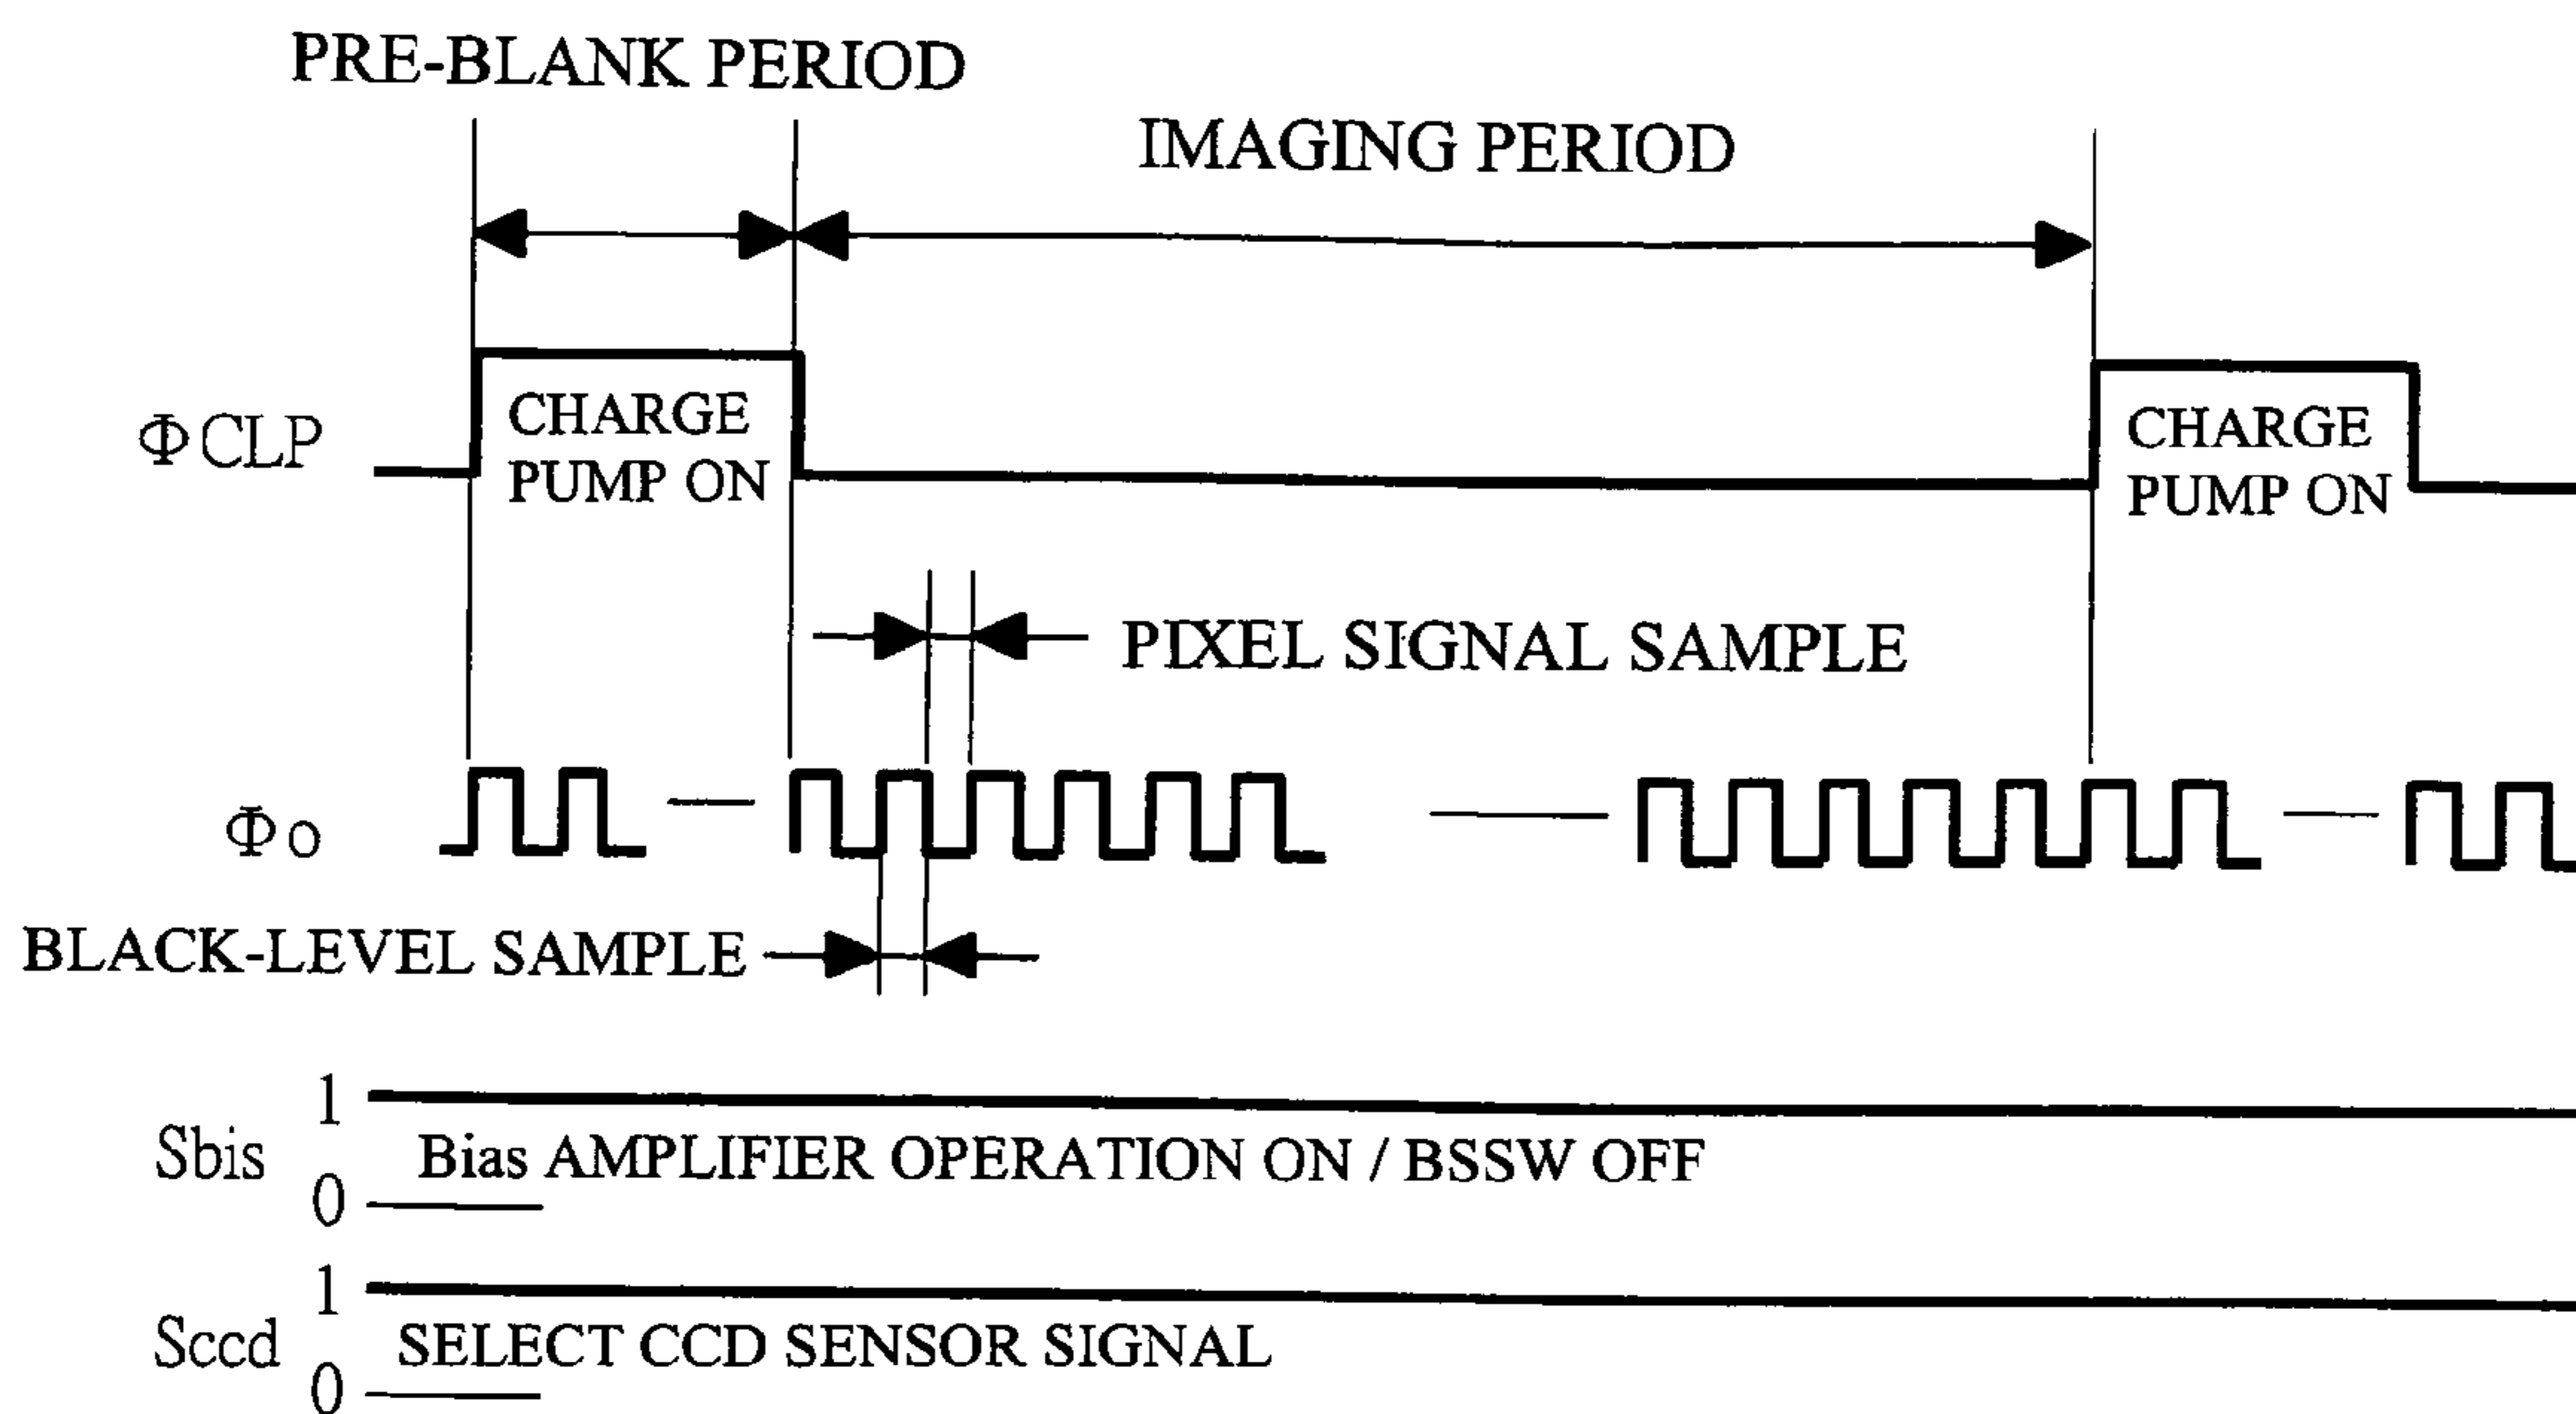 PRE-BLANK PERIOD
IMAGING PERIOD
ΦCLP
CHARGE
PUMP ON
CHARGE
PUMP ON
PIXEL SIGNAL SAMPLE
Φo
BLACK-LEVEL SAMPLE
1
Sbis
Bias AMPLIFIER OPERATION ON / BSSW OFF
0
1
Sccd
SELECT CCD SENSOR SIGNAL
0